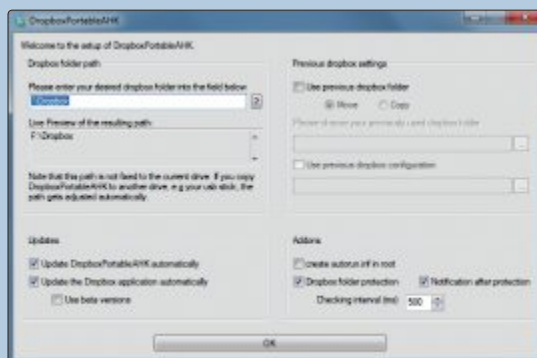 DropboxPortableAHK
Welcome to the setup of DropboxPortableAHK.
Dropbox folder path
Please enter your desired dropbox folder into the field below
.\Dropbox
?
Live Preview of the resulting path:
F:\Dropbox
Note that this path is not fixed to the current drive. If you copy
DropboxPortableAHK to another drive, e.g your usb stick, the
path gets adjusted automatically.
Previous dropbox settings
Use previous dropbox folder
Move
Copy
Please choose your previously used dropbox folder
...
Use previous dropbox configuration
...
Updates
Update DropboxPortableAHK automatically
Update the Dropbox application automatically
Use beta versions
Addons
create autorun.inf in root
Dropbox folder protection
Notification after protection
Checking interval (ms)
500
OK